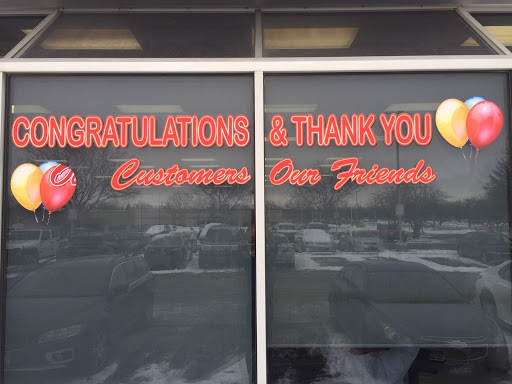 CONGRATULATIONS & THANK YOU
Customers Our Friends